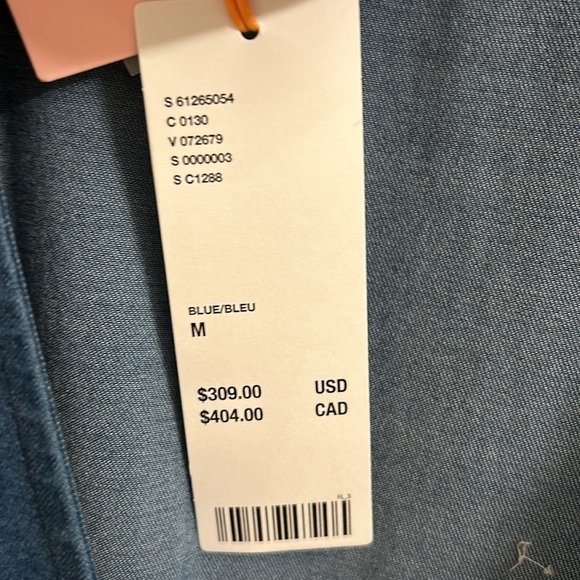 S 61265054
C 0130
V 072679
S 0000003
S C1288
BLUE/BLEU
M
$309.00 USD
$404.00 CAD